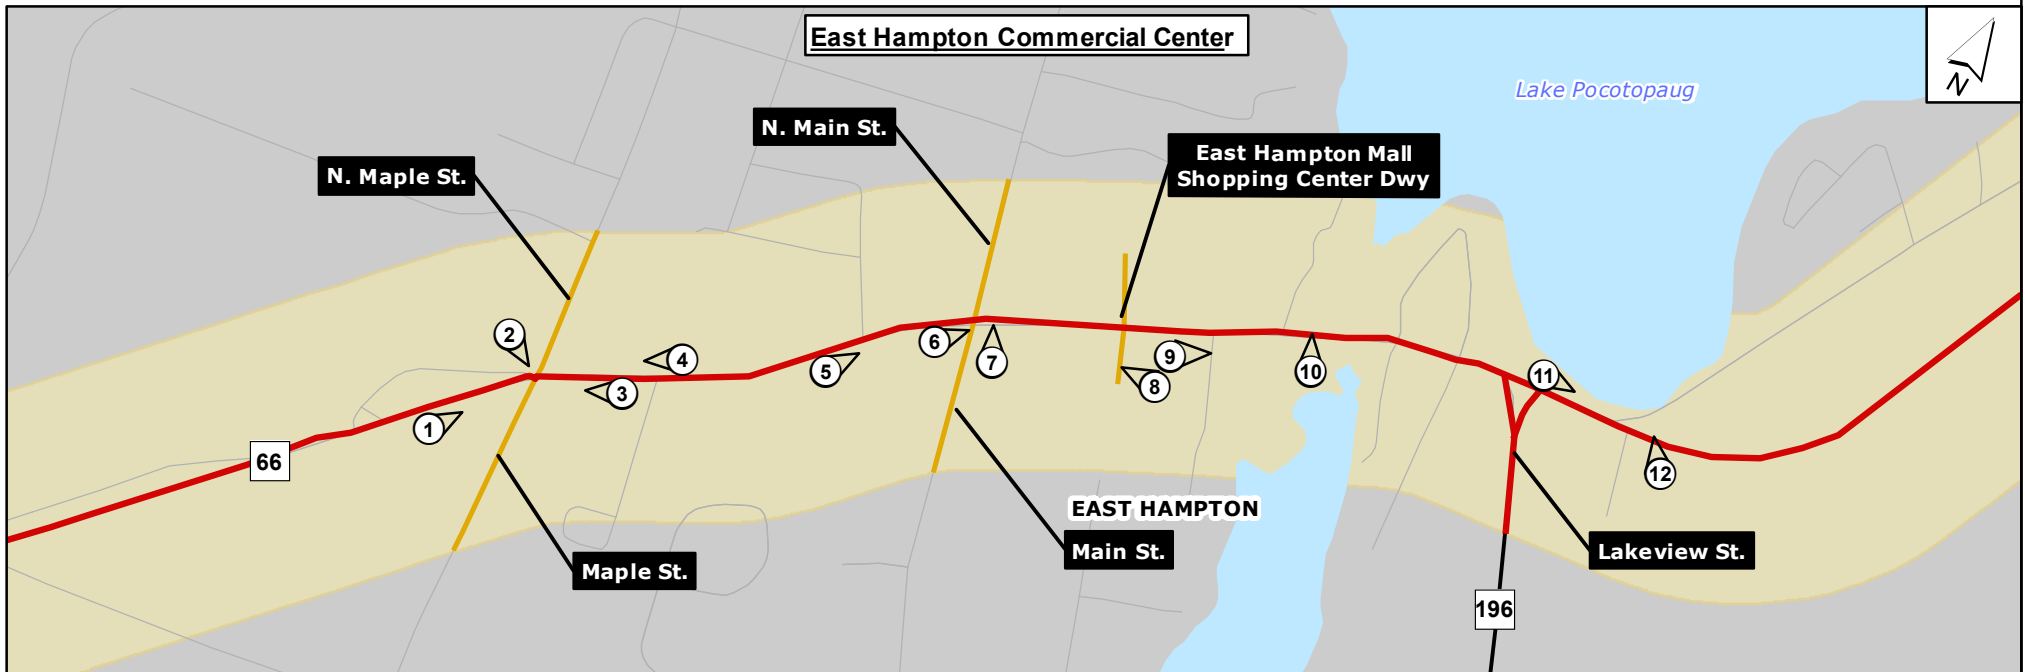 East Hampton Commercial Center
N
Lake Pocotopaug
N. Main St.
East Hampton Mall
Shopping Center Dwy
N. Maple St.
2
4
6
7
9
5
8
10
11
3
1
66
12
EAST HAMPTON
Main St.
Lakeview St.
Maple St.
196